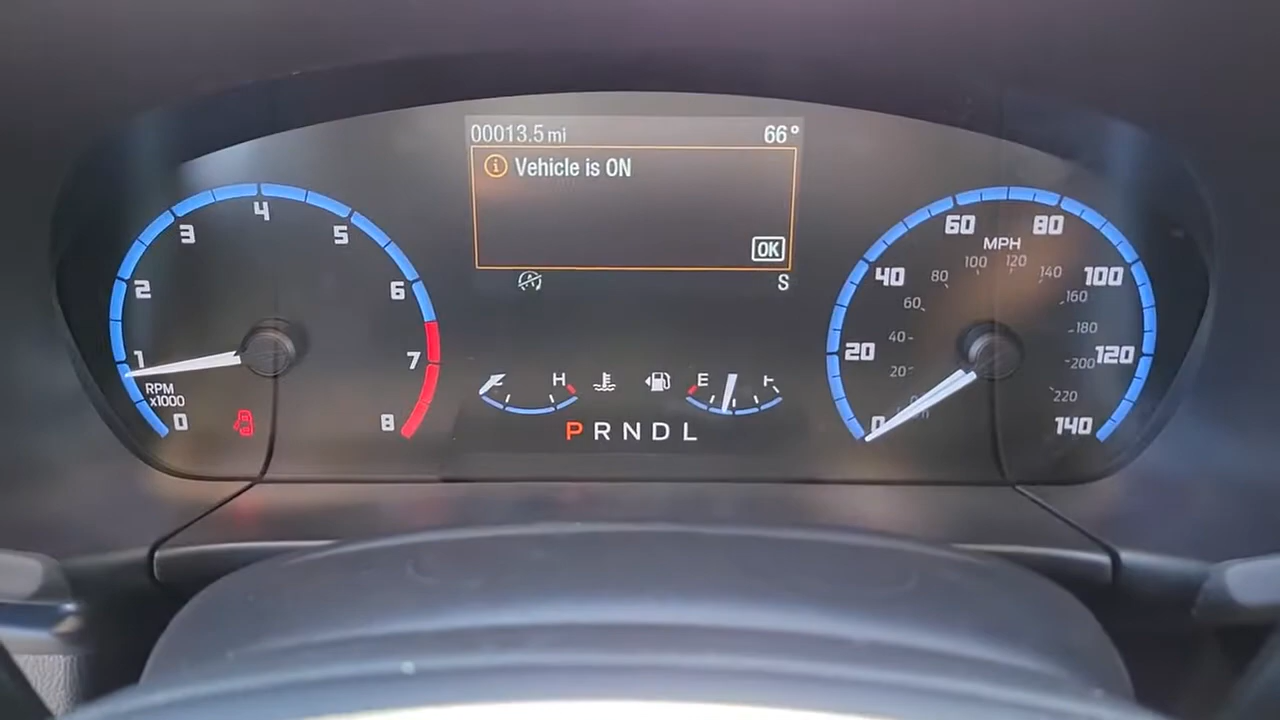 00013.5 mi 66°
Vehicle is ON
OK
S
0 1 2 3 4 5 6 7 8
RPM
x1000
H
E
P R N D L
0 20 40 60 80 100 120 140
MPH
20 40 60 80 100 120 140 160 180 200 220